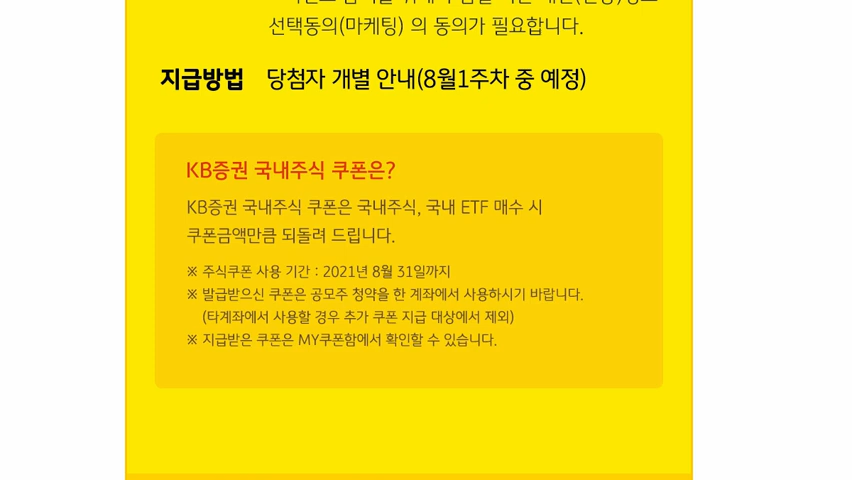 선택동의(마케팅) 의 동의가 필요합니다.
지급방법 당첨자 개별 안내(8월1주차 중 예정)
KB증권 국내주식 쿠폰은?
KB증권 국내주식 쿠폰은 국내주식, 국내 ETF 매수 시
쿠폰금액만큼 되돌려 드립니다.
※ 주식쿠폰 사용 기간 : 2021년 8월 31일까지
※ 발급받으신 쿠폰은 공모주 청약을 한 계좌에서 사용하시기 바랍니다.
(타계좌에서 사용할 경우 추가 쿠폰 지급 대상에서 제외)
※ 지급받은 쿠폰은 MY쿠폰함에서 확인할 수 있습니다.